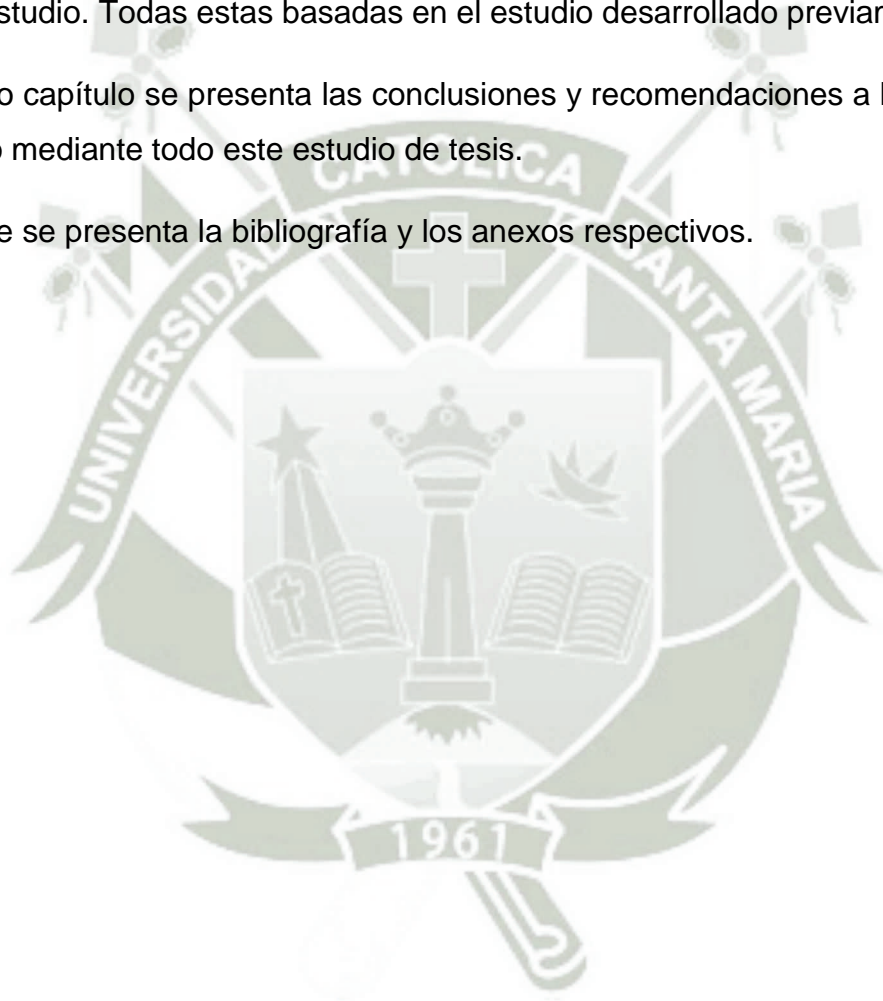 studio. Todas estas basadas en el estudio desarrollado previar
o capítulo se presenta las conclusiones y recomendaciones a l
o mediante todo este estudio de tesis.
e se presenta la bibliografía y los anexos respectivos.
UNIVERSIDAD CATOLICA SANTA MARIA
1961